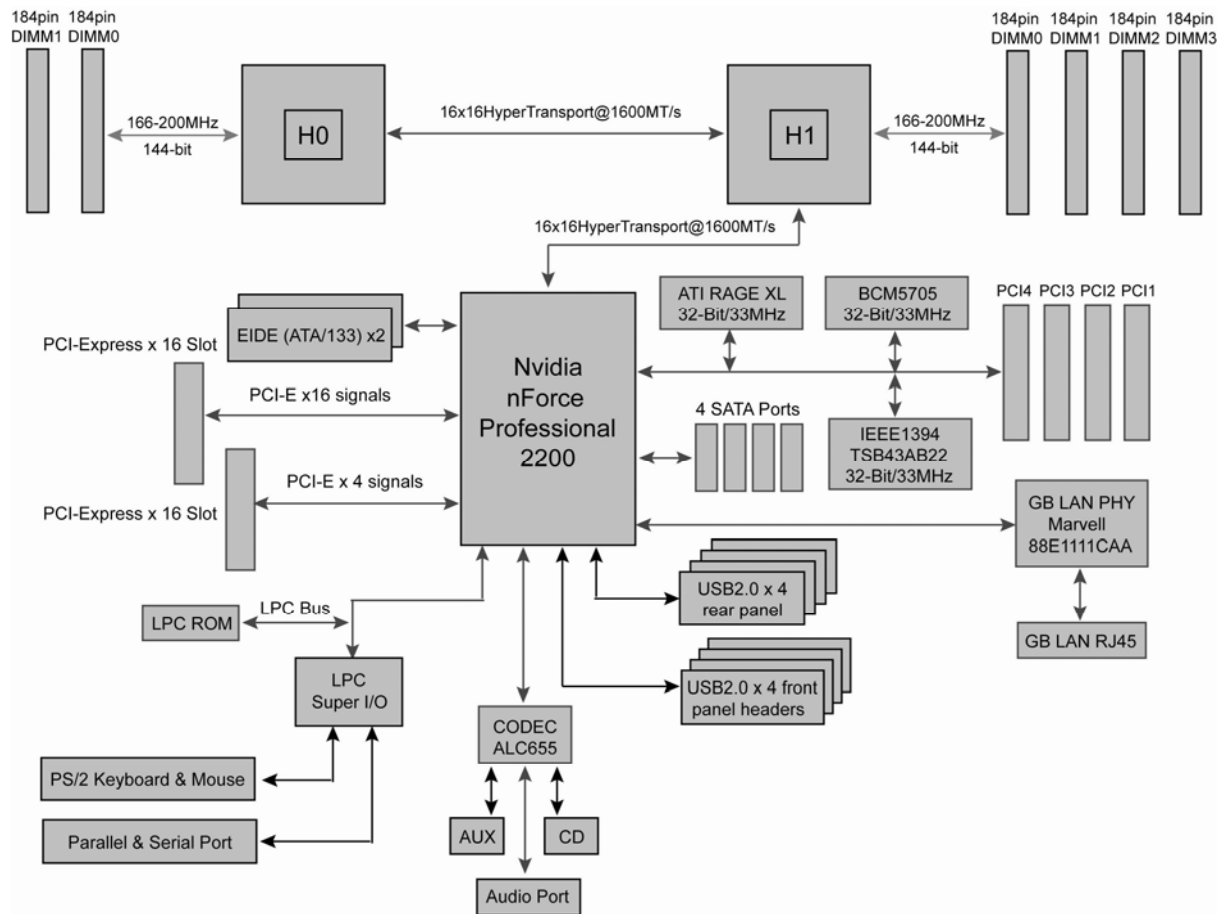 184pin
DIMM1
184pin
DIMM0
184pin
DIMM0
184pin
DIMM1
184pin
DIMM2
184pin
DIMM3
166-200MHz
144-bit
H0
16x16HyperTransport@1600MT/s
H1
166-200MHz
144-bit
16x16HyperTransport@1600MT/s
EIDE (ATA/133) x2
PCI-Express x 16 Slot
PCI-E x16 signals
PCI-E x 4 signals
PCI-Express x 16 Slot
Nvidia
nForce
Professional
2200
ATI RAGE XL
32-Bit/33MHz
BCM5705
32-Bit/33MHz
PCI4
PCI3
PCI2
PCI1
4 SATA Ports
IEEE1394
TSB43AB22
32-Bit/33MHz
GB LAN PHY
Marvell
88E1111CAA
GB LAN RJ45
USB2.0 x 4
rear panel
USB2.0 x 4 front
panel headers
LPC ROM
LPC Bus
LPC
Super I/O
PS/2 Keyboard & Mouse
Parallel & Serial Port
CODEC
ALC655
AUX
CD
Audio Port